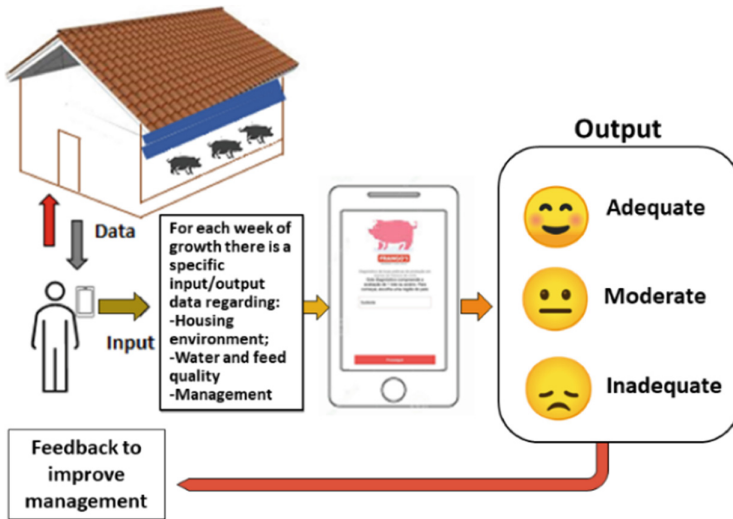 Output
Adequate
Moderate
Inadequate
Data
Input
For each week of
growth there is a
specific
input/output
data regarding:
-Housing
environment;
-Water and feed
quality
-Management
Feedback to
improve
management